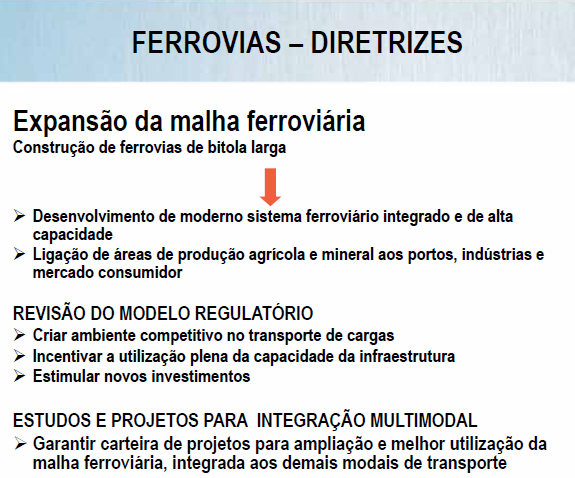 FERROVIAS – DIRETRIZES
Expansão da malha ferroviária
Construção de ferrovias de bitola larga
➢ Desenvolvimento de moderno sistema ferroviário integrado e de alta
capacidade
➢ Ligação de áreas de produção agrícola e mineral aos portos, indústrias e
mercado consumidor
REVISÃO DO MODELO REGULATÓRIO
➢ Criar ambiente competitivo no transporte de cargas
➢ Incentivar a utilização plena da capacidade da infraestrutura
➢ Estimular novos investimentos
ESTUDOS E PROJETOS PARA INTEGRAÇÃO MULTIMODAL
➢ Garantir carteira de projetos para ampliação e melhor utilização da
malha ferroviária, integrada aos demais modais de transporte